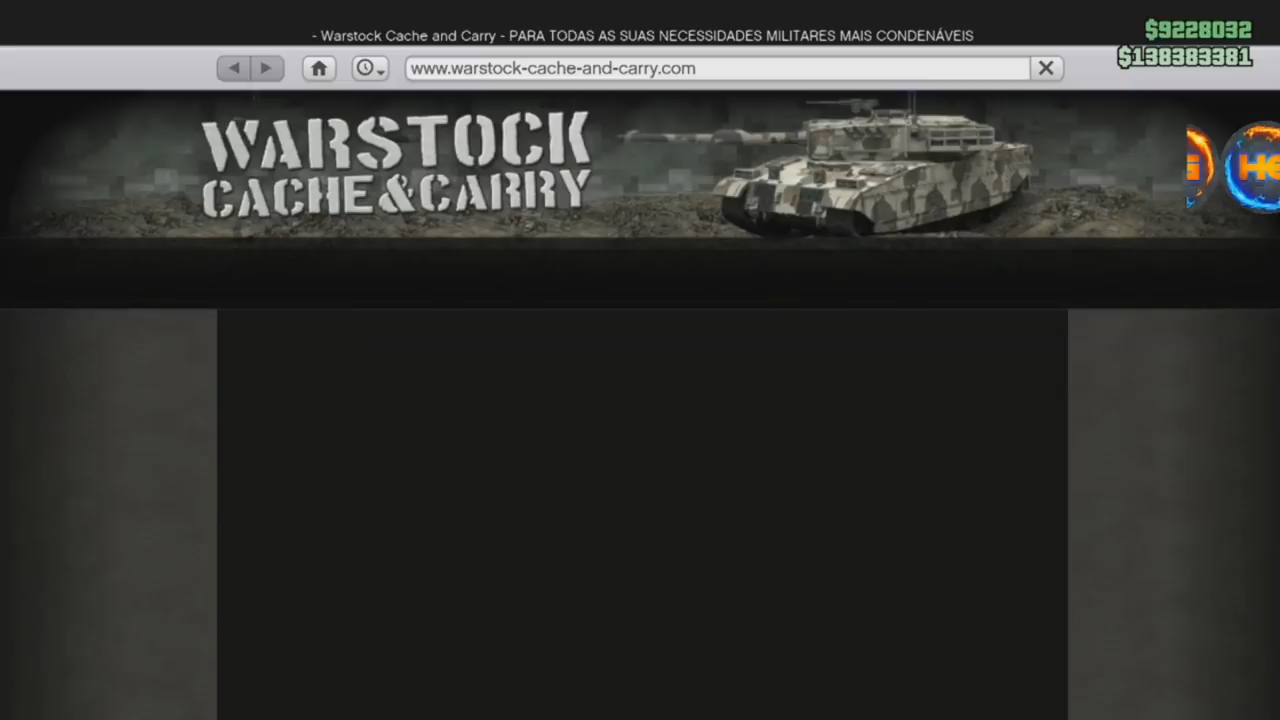 - Warstock Cache and Carry - PARA TODAS AS SUAS NECESSIDADES MILITARES MAIS CONDENÁVEIS
$9228032
$138383381
www.warstock-cache-and-carry.com
WARSTOCK
CACHE&CARRY